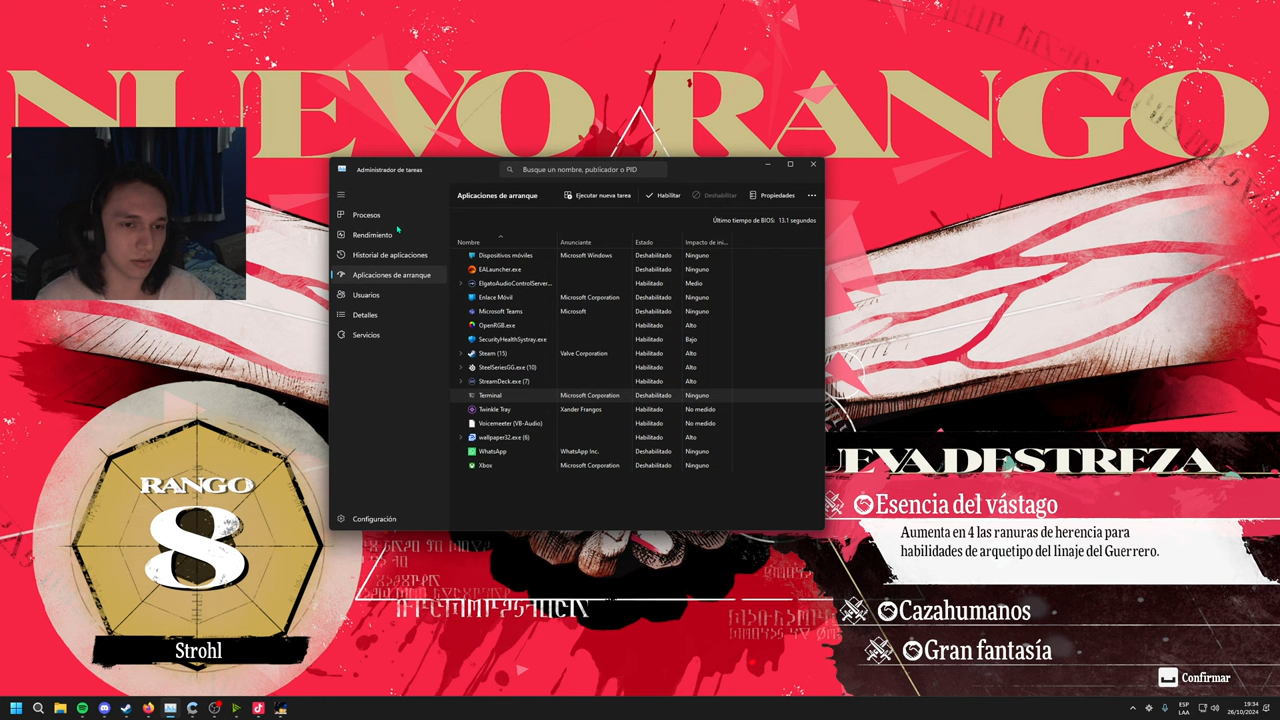 NUEVO RANGO
Administrador de tareas
Busque un nombre, publicador o PID
Aplicaciones de arranque
Ejecutar nueva tarea
Habilitar
Deshabilitar
Propiedades
Último tiempo de BIOS: 13.1 segundos
Procesos
Rendimiento
Historial de aplicaciones
Aplicaciones de arranque
Usuarios
Detalles
Servicios
Configuración
Nombre Anunciante Estado Impacto de ini...
Dispositivos móviles Microsoft Windows Deshabilitado Ninguno
EALauncher.exe Deshabilitado Ninguno
ElgatoAudioControlServer... Habilitado Medio
Enlace Móvil Microsoft Corporation Deshabilitado Ninguno
Microsoft Teams Microsoft Deshabilitado Ninguno
OpenRGB.exe Habilitado Alto
SecurityHealthSystray.exe Habilitado Bajo
Steam (15) Valve Corporation Habilitado Alto
SteelSeriesGG.exe (10) Habilitado Alto
StreamDeck.exe (7) Habilitado Alto
Terminal Microsoft Corporation Deshabilitado Ninguno
Twinkle Tray Xander Frangos Habilitado No medido
Voicemeeter (VB-Audio) Habilitado No medido
wallpaper32.exe (6) Habilitado Alto
WhatsApp WhatsApp Inc. Deshabilitado Ninguno
Xbox Microsoft Corporation Deshabilitado Ninguno
RANGO
8
Strohl
UEVA DESTREZA
Esencia del vástago
Aumenta en 4 las ranuras de herencia para
habilidades de arquetipo del linaje del Guerrero.
Cazahumanos
Gran fantasía
Confirmar
ESP
LAA
19:34
26/10/2024